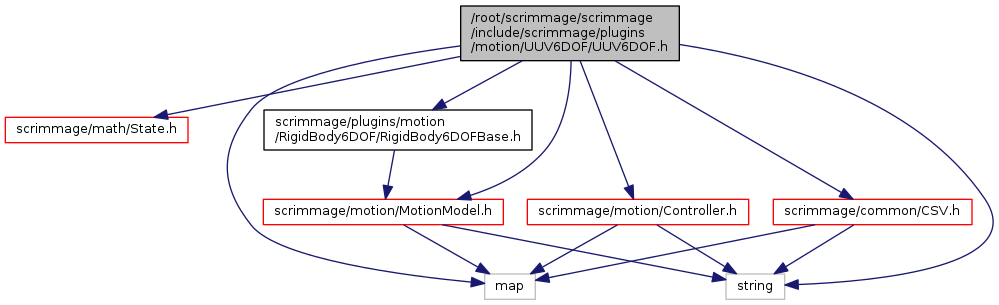 /root/scrimmage/scrimmage
/include/scrimmage/plugins
/motion/UUV6DOF/UUV6DOF.h
scrimmage/math/State.h
scrimmage/plugins/motion
/RigidBody6DOF/RigidBody6DOFBase.h
scrimmage/motion/MotionModel.h
scrimmage/motion/Controller.h
scrimmage/common/CSV.h
map
string